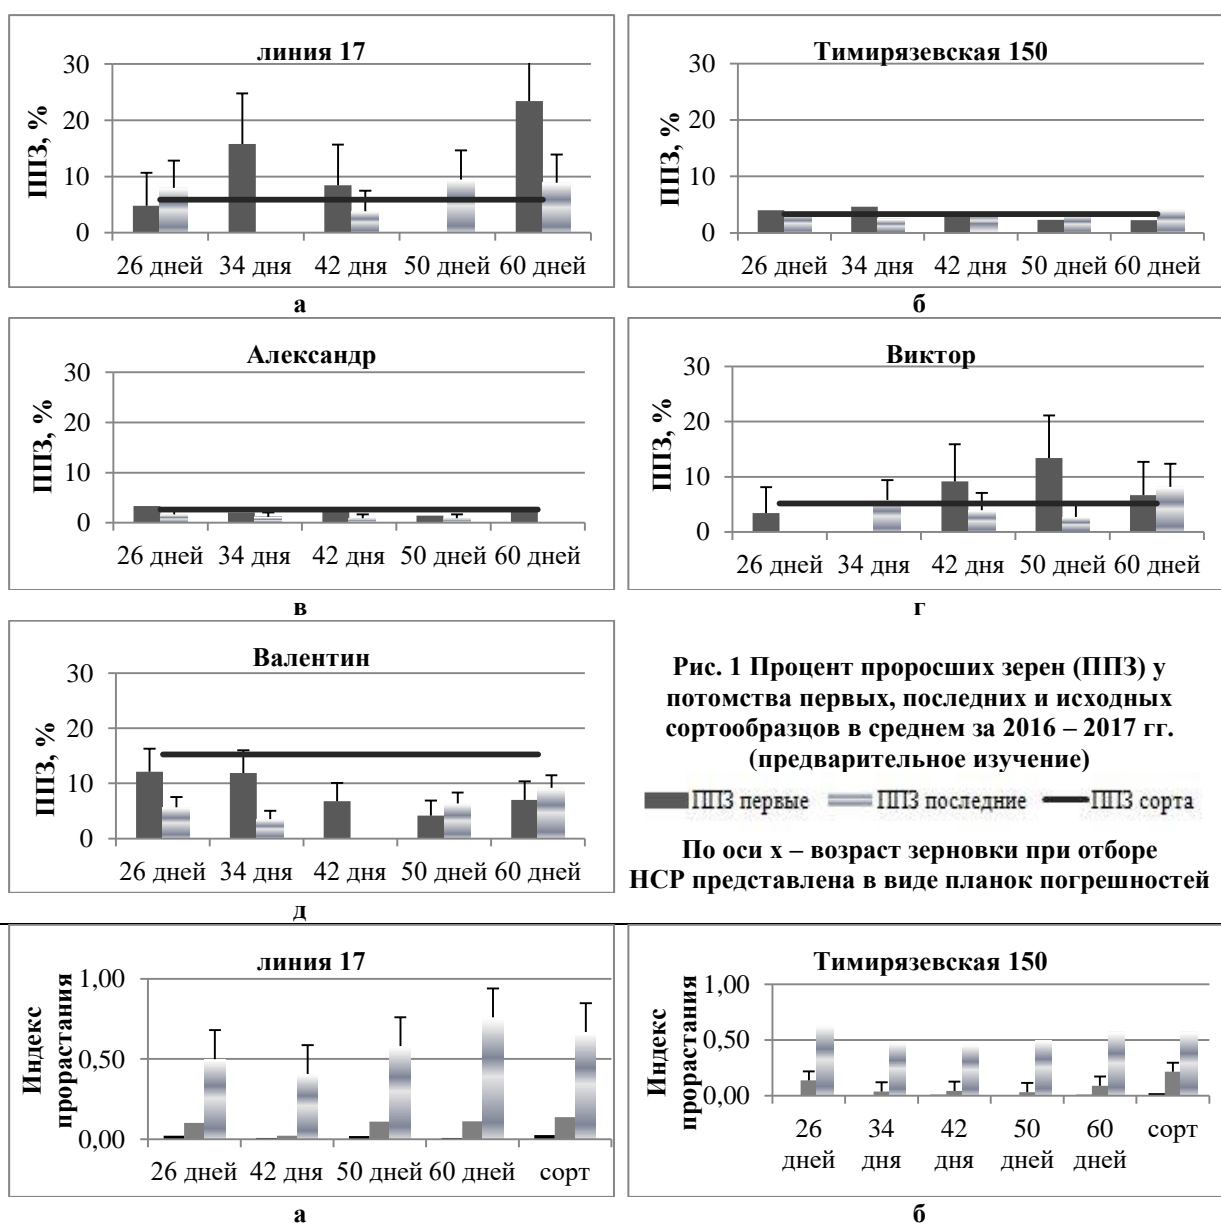 линия 17
30
20
10
0
ППЗ, %
26 дней 34 дня 42 дня 50 дней 60 дней
а
Тимирязевская 150
30
20
10
0
ППЗ, %
26 дней 34 дня 42 дня 50 дней 60 дней
б
Александр
30
20
10
0
ППЗ, %
26 дней 34 дня 42 дня 50 дней 60 дней
в
Виктор
30
20
10
0
ППЗ, %
26 дней 34 дня 42 дня 50 дней 60 дней
г
Валентин
30
20
10
0
ППЗ, %
26 дней 34 дня 42 дня 50 дней 60 дней
д
Рис. 1 Процент проросших зерен (ППЗ) у
потомства первых, последних и исходных
сортообразцов в среднем за 2016 – 2017 гг.
(предварительное изучение)
ППЗ первые ППЗ последние ППЗ сорта
По оси х – возраст зерновки при отборе
НСР представлена в виде планок погрешностей
линия 17
1,00
0,50
0,00
Индекс
прорастания
26 дней 42 дня 50 дней 60 дней сорт
а
Тимирязевская 150
1,00
0,50
0,00
Индекс
прорастания
26 34 42 50 60 сорт
дней дня дня дней дней
б